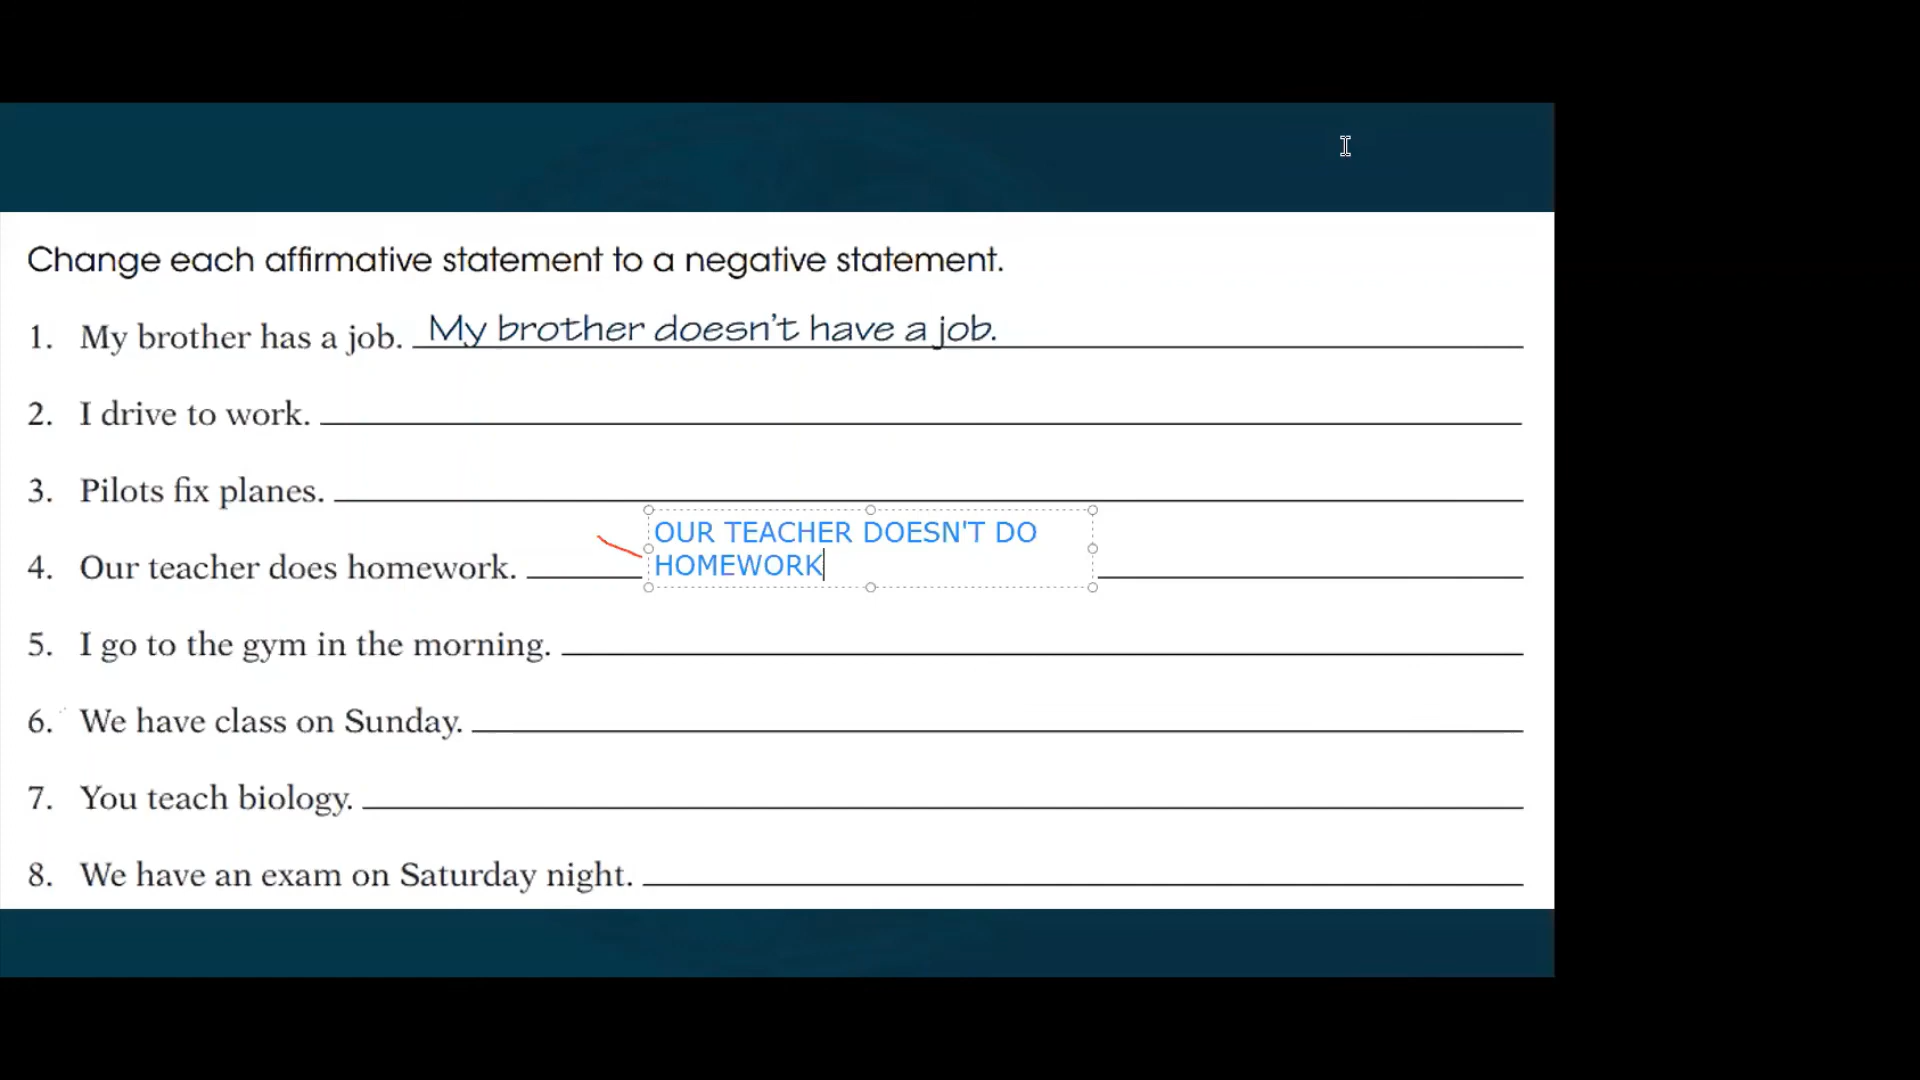 Change each affirmative statement to a negative statement.
1. My brother has a job. My brother doesn't have a job.
2. I drive to work.
3. Pilots fix planes.
OUR TEACHER DOESN'T DO
HOMEWORK
4. Our teacher does homework.
5. I go to the gym in the morning.
6. We have class on Sunday.
7. You teach biology.
8. We have an exam on Saturday night.